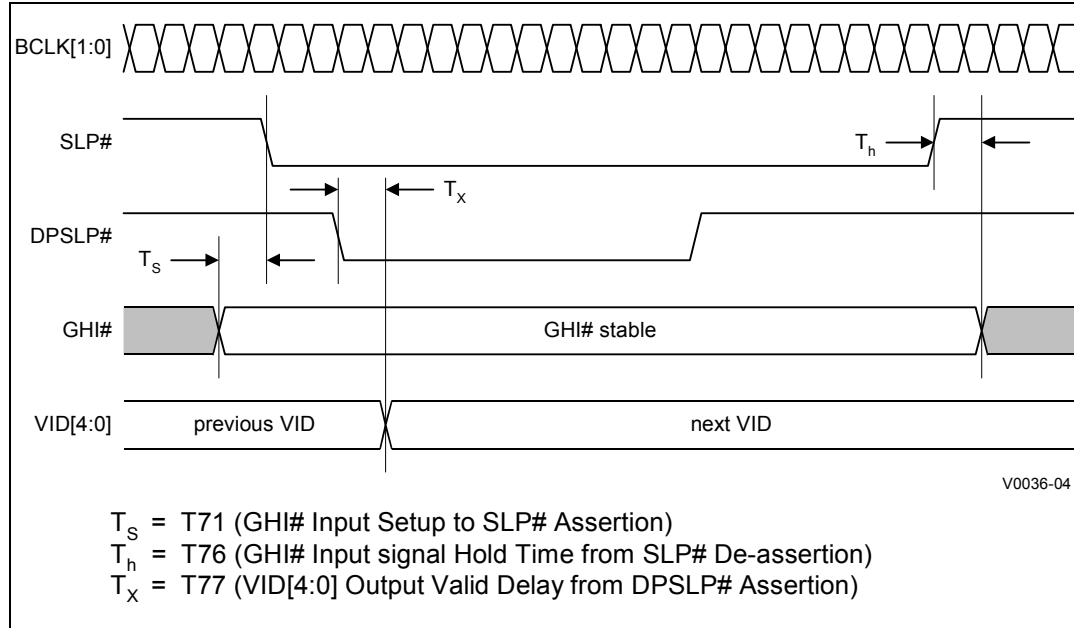 BCLK[1:0]
SLP#
Th
TX
DPSLP#
TS
GHI#
GHI# stable
VID[4:0]
previous VID
next VID
V0036-04
TS = T71 (GHI# Input Setup to SLP# Assertion)
Th = T76 (GHI# Input signal Hold Time from SLP# De-assertion)
TX = T77 (VID[4:0] Output Valid Delay from DPSLP# Assertion)